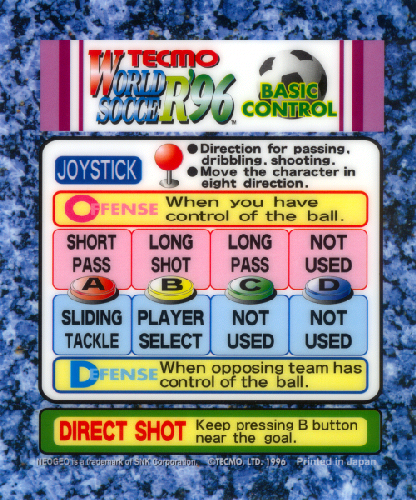 TECMO
WORLD
SOCCER'96
TM
BASIC
CONTROL
JOYSTICK
●Direction for passing,
dribbling. shooting.
●Move the character in
eight direction.
OFFENSE When you have
control of the ball.
SHORT PASS
LONG SHOT
LONG PASS
NOT USED
A B C D
SLIDING TACKLE
PLAYER SELECT
NOT USED
NOT USED
DEFENSE When opposing team has
control of the ball.
DIRECT SHOT Keep pressing B button
near the goal.
NEOGEO is a trademark of SNK Corporation. ©TECMO, LTD. 1996 Printed in Japan